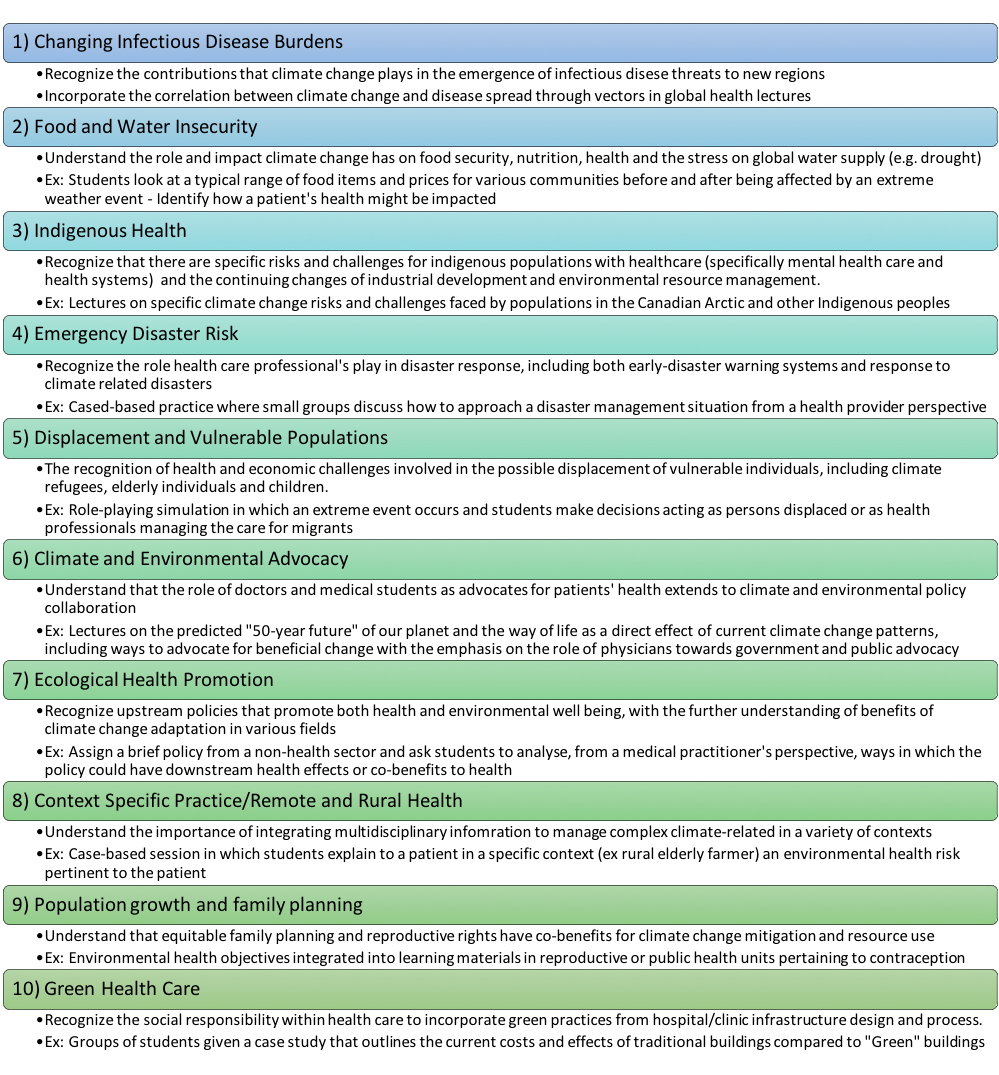 1) Changing Infectious Disease Burdens
•Recognize the contributions that climate change plays in the emergence of infectious disese threats to new regions
•Incorporate the correlation between climate change and disease spread through vectors in global health lectures
2) Food and Water Insecurity
•Understand the role and impact climate change has on food security, nutrition, health and the stress on global water supply (e.g. drought)
•Ex: Students look at a typical range of food items and prices for various communities before and after being affected by an extreme
weather event - Identify how a patient's health might be impacted
3) Indigenous Health
•Recognize that there are specific risks and challenges for indigenous populations with healthcare (specifically mental health care and
health systems) and the continuing changes of industrial development and environmental resource management.
•Ex: Lectures on specific climate change risks and challenges faced by populations in the Canadian Arctic and other Indigenous peoples
4) Emergency Disaster Risk
•Recognize the role health care professional's play in disaster response, including both early-disaster warning systems and response to
climate related disasters
•Ex: Cased-based practice where small groups discuss how to approach a disaster management situation from a health provider perspective
5) Displacement and Vulnerable Populations
•The recognition of health and economic challenges involved in the possible displacement of vulnerable individuals, including climate
refugees, elderly individuals and children.
•Ex: Role-playing simulation in which an extreme event occurs and students make decisions acting as persons displaced or as health
professionals managing the care for migrants
6) Climate and Environmental Advocacy
•Understand that the role of doctors and medical students as advocates for patients' health extends to climate and environmental policy
collaboration
•Ex: Lectures on the predicted "50-year future" of our planet and the way of life as a direct effect of current climate change patterns,
including ways to advocate for beneficial change with the emphasis on the role of physicians towards government and public advocacy
7) Ecological Health Promotion
•Recognize upstream policies that promote both health and environmental well being, with the further understanding of benefits of
climate change adaptation in various fields
•Ex: Assign a brief policy from a non-health sector and ask students to analyse, from a medical practitioner's perspective, ways in which the
policy could have downstream health effects or co-benefits to health
8) Context Specific Practice/Remote and Rural Health
•Understand the importance of integrating multidisciplinary infomration to manage complex climate-related in a variety of contexts
•Ex: Case-based session in which students explain to a patient in a specific context (ex rural elderly farmer) an environmental health risk
pertinent to the patient
9) Population growth and family planning
•Understand that equitable family planning and reproductive rights have co-benefits for climate change mitigation and resource use
•Ex: Environmental health objectives integrated into learning materials in reproductive or public health units pertaining to contraception
10) Green Health Care
•Recognize the social responsibility within health care to incorporate green practices from hospital/clinic infrastructure design and process.
•Ex: Groups of students given a case study that outlines the current costs and effects of traditional buildings compared to "Green" buildings